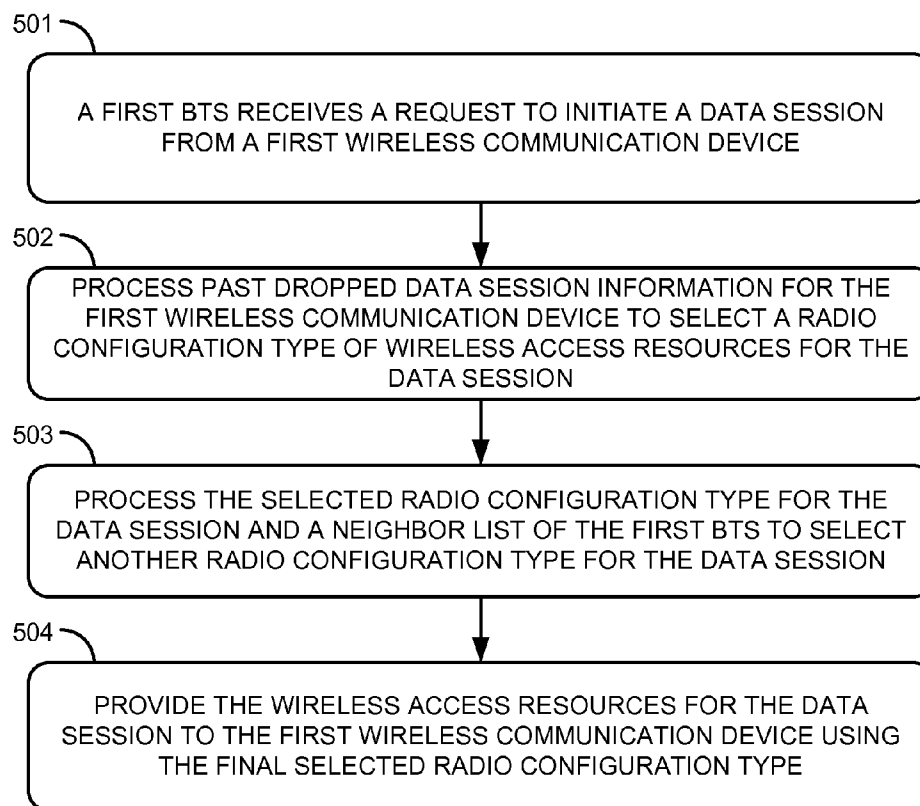 501
A FIRST BTS RECEIVES A REQUEST TO INITIATE A DATA SESSION
FROM A FIRST WIRELESS COMMUNICATION DEVICE
502
PROCESS PAST DROPPED DATA SESSION INFORMATION FOR THE
FIRST WIRELESS COMMUNICATION DEVICE TO SELECT A RADIO
CONFIGURATION TYPE OF WIRELESS ACCESS RESOURCES FOR THE
DATA SESSION
503
PROCESS THE SELECTED RADIO CONFIGURATION TYPE FOR THE
DATA SESSION AND A NEIGHBOR LIST OF THE FIRST BTS TO SELECT
ANOTHER RADIO CONFIGURATION TYPE FOR THE DATA SESSION
504
PROVIDE THE WIRELESS ACCESS RESOURCES FOR THE DATA
SESSION TO THE FIRST WIRELESS COMMUNICATION DEVICE USING
THE FINAL SELECTED RADIO CONFIGURATION TYPE